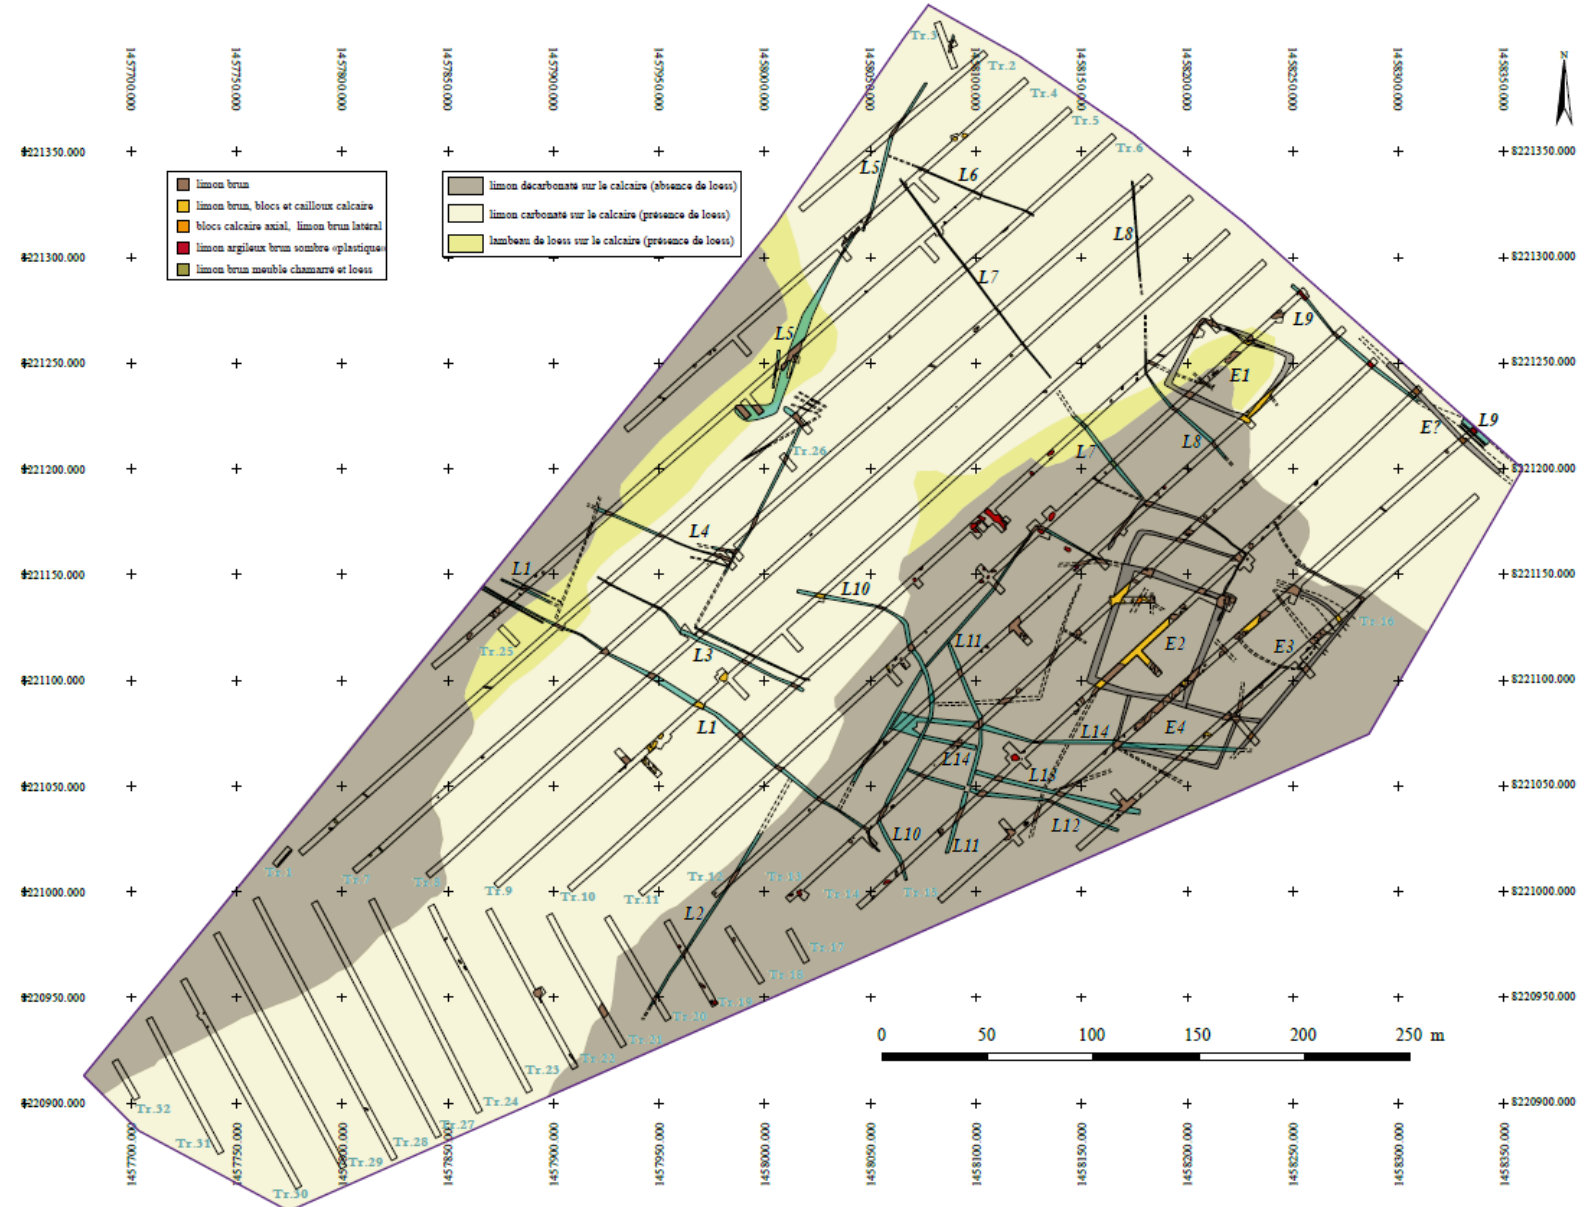 1457700.000 1457750.000 1457800.000 1457850.000 1457900.000 1457950.000 1458000.000 1458050.000 1458100.000 1458150.000 1458200.000 1458250.000 1458300.000 1458350.000
N
Tr.3
Tr.2
Tr.4
Tr.5
Tr.6
8221350.000 8221350.000
limon brun
limon brun, blocs et cailloux calcaire
blocs calcaire axial, limon brun latéral
limon argileux brun sombre «plastique»
limon brun meuble chamarré et loess
limon décarbonaté sur le calcaire (absence de loess)
limon carbonaté sur le calcaire (présence de loess)
lambeau de loess sur le calcaire (présence de loess)
L5
L6
L8
L7
8221300.000 8221300.000
L9
L5
8221250.000 8221250.000
E1
E?
L9
L8
L7
Tr.26
8221200.000 8221200.000
L4
L1
8221150.000 8221150.000
L10
Tr.16
L11
E2
E3
Tr.25
L3
8221100.000 8221100.000
L1
L14
E4
L14
L13
8221050.000 8221050.000
L12
L10
L11
Tr.1
Tr.7
Tr.8
Tr.9
Tr.10
Tr.11
Tr.12
Tr.13
Tr.14
Tr.15
8221000.000 8221000.000
L2
Tr.17
Tr.18
Tr.19
Tr.20
8220950.000 8220950.000
0 50 100 150 200 250 m
Tr.21
Tr.22
Tr.23
Tr.24
8220900.000 8220900.000
Tr.32
Tr.27
Tr.28
Tr.31
Tr.29
Tr.30
1457700.000 1457750.000 1457800.000 1457850.000 1457900.000 1457950.000 1458000.000 1458050.000 1458100.000 1458150.000 1458200.000 1458250.000 1458300.000 1458350.000